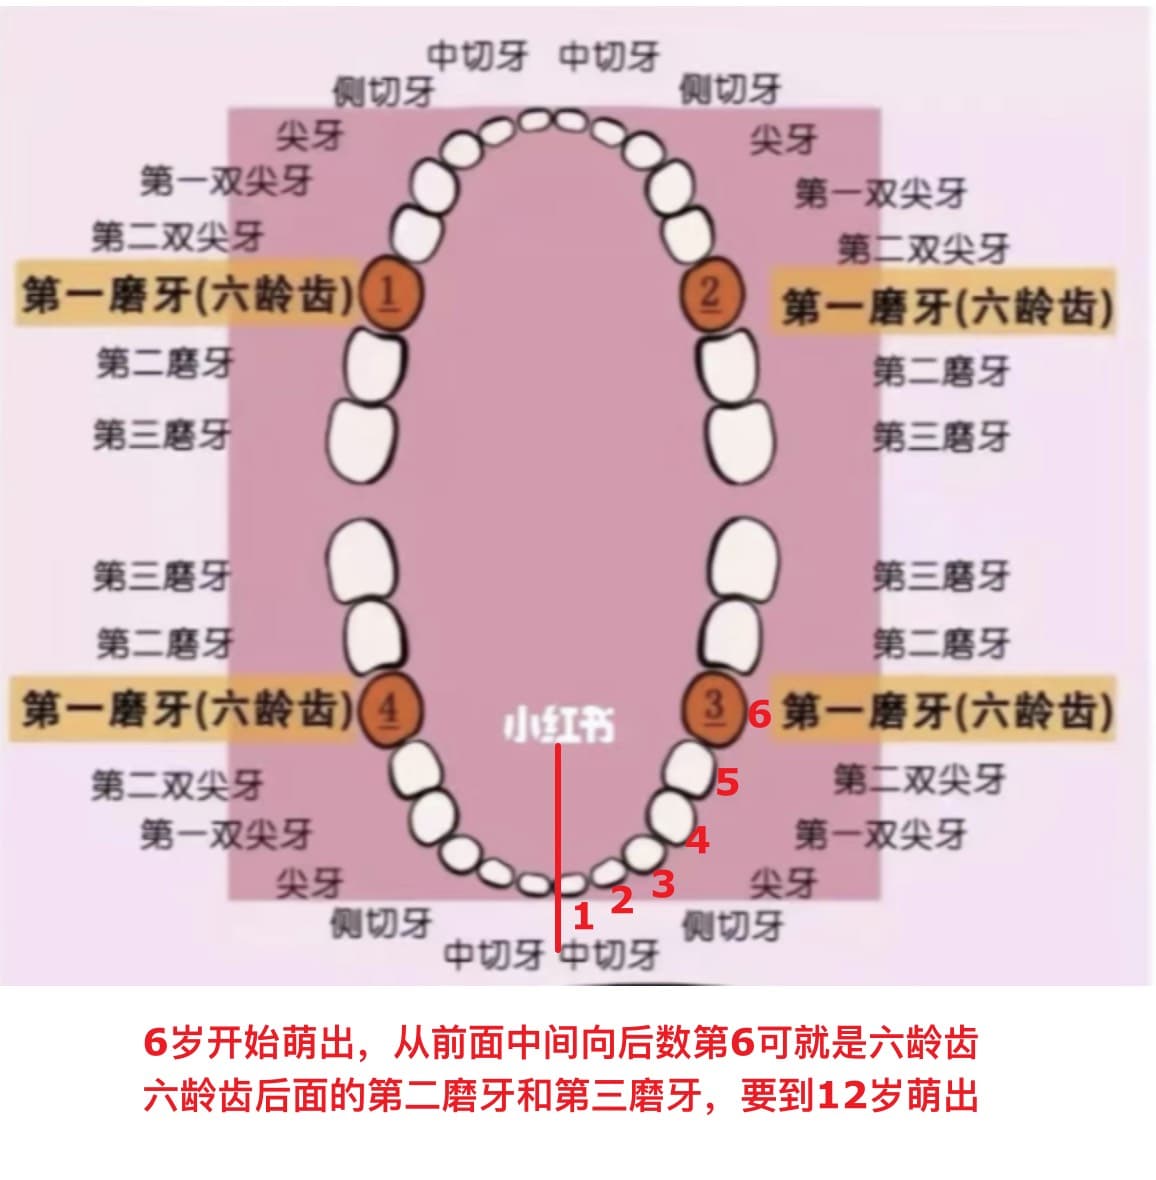 中切牙 中切牙
侧切牙 侧切牙
尖牙 尖牙
第一双尖牙 第一双尖牙
第二双尖牙 第二双尖牙
第一磨牙(六龄齿) 1 2 第一磨牙(六龄齿)
第二磨牙 第二磨牙
第三磨牙 第三磨牙
第三磨牙 第三磨牙
第二磨牙 第二磨牙
第一磨牙(六龄齿) 4 3 6 第一磨牙(六龄齿)
小红书
第二双尖牙 5 第二双尖牙
第一双尖牙 4 第一双尖牙
尖牙 3 尖牙
侧切牙 1 2 侧切牙
中切牙 中切牙
6岁开始萌出，从前面中间向后数第6可就是六龄齿
六龄齿后面的第二磨牙和第三磨牙，要到12岁萌出